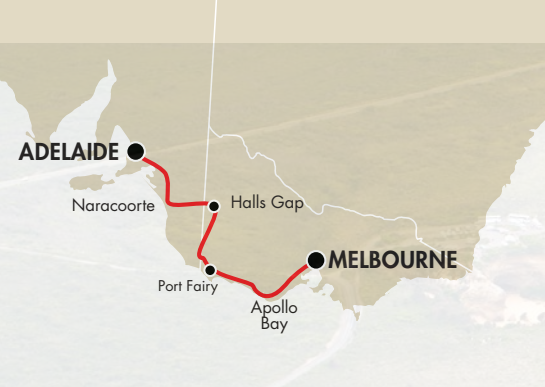 ADELAIDE
Naracoorte
Halls Gap
MELBOURNE
Port Fairy
Apollo
Bay